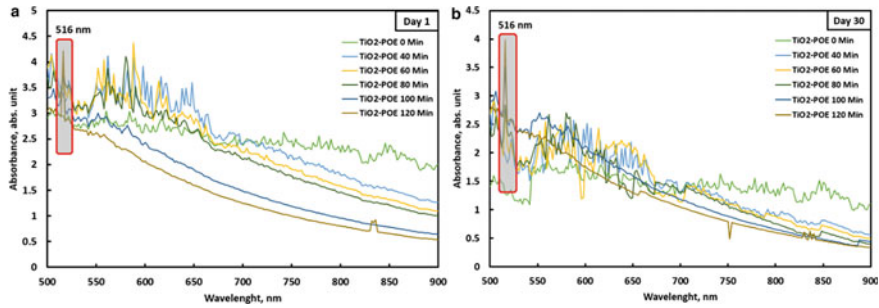 a
Day 1
516 nm
TiO2-POE 0 Min
TiO2-POE 40 Min
TiO2-POE 60 Min
TiO2-POE 80 Min
TiO2-POE 100 Min
TiO2-POE 120 Min
Absorbance, abs. unit
5
4.5
4
3.5
3
2.5
2
1.5
1
0.5
0
500 550 600 650 700 750 800 850 900
Wavelenght, nm
b
Day 30
516 nm
TiO2-POE 0 Min
TiO2-POE 40 Min
TiO2-POE 60 Min
TiO2-POE 80 Min
TiO2-POE 100 Min
TiO2-POE 120 Min
Absorbance, abs. unit
4.5
4
3.5
3
2.5
2
1.5
1
0.5
0
500 550 600 650 700 750 800 850 900
Wavelenght, nm